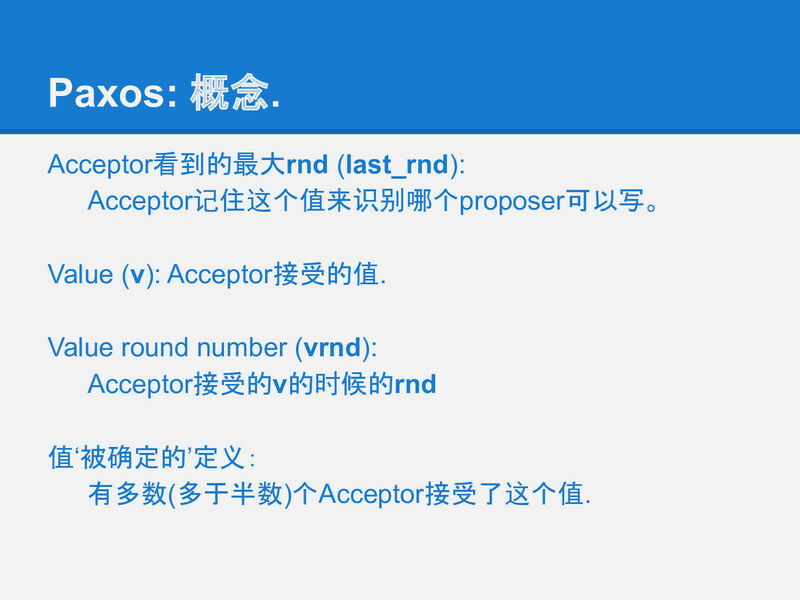 Paxos: 概念.
Acceptor看到的最大rnd (last_rnd):
Acceptor记住这个值来识别哪个proposer可以写。
Value (v): Acceptor接受的值.
Value round number (vrnd):
Acceptor接受的v的时候的rnd
值‘被确定的’定义：
有多数(多于半数)个Acceptor接受了这个值.